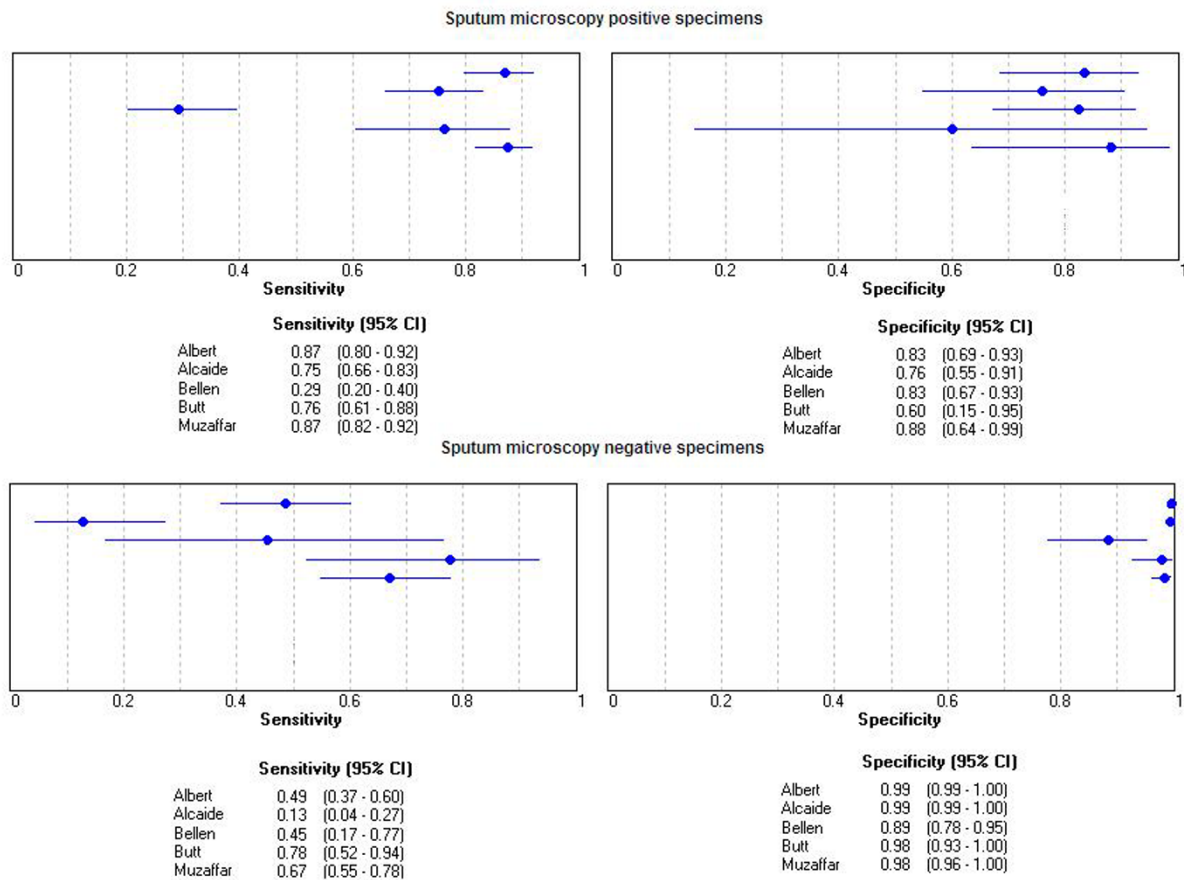 Sputum microscopy positive specimens
0 0.2 0.4 0.6 0.8 1
Sensitivity
0 0.2 0.4 0.6 0.8 1
Specificity
Sensitivity (95% CI)
Albert 0.87 (0.80 - 0.92)
Alcaide 0.75 (0.66 - 0.83)
Bellen 0.29 (0.20 - 0.40)
Butt 0.76 (0.61 - 0.88)
Muzaffar 0.87 (0.82 - 0.92)
Specificity (95% CI)
Albert 0.83 (0.69 - 0.93)
Alcaide 0.76 (0.55 - 0.91)
Bellen 0.83 (0.67 - 0.93)
Butt 0.60 (0.15 - 0.95)
Muzaffar 0.88 (0.64 - 0.99)
Sputum microscopy negative specimens
0 0.2 0.4 0.6 0.8 1
Sensitivity
0 0.2 0.4 0.6 0.8 1
Specificity
Sensitivity (95% CI)
Albert 0.49 (0.37 - 0.60)
Alcaide 0.13 (0.04 - 0.27)
Bellen 0.45 (0.17 - 0.77)
Butt 0.78 (0.52 - 0.94)
Muzaffar 0.67 (0.55 - 0.78)
Specificity (95% CI)
Albert 0.99 (0.99 - 1.00)
Alcaide 0.99 (0.99 - 1.00)
Bellen 0.89 (0.78 - 0.95)
Butt 0.98 (0.93 - 1.00)
Muzaffar 0.98 (0.96 - 1.00)